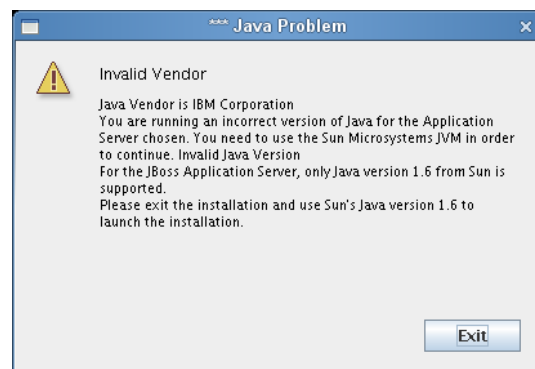 *** Java Problem
Invalid Vendor
Java Vendor is IBM Corporation
You are running an incorrect version of Java for the Application
Server chosen. You need to use the Sun Microsystems JVM in order
to continue. Invalid Java Version
For the JBoss Application Server, only Java version 1.6 from Sun is
supported.
Please exit the installation and use Sun's Java version 1.6 to
launch the installation.
Exit